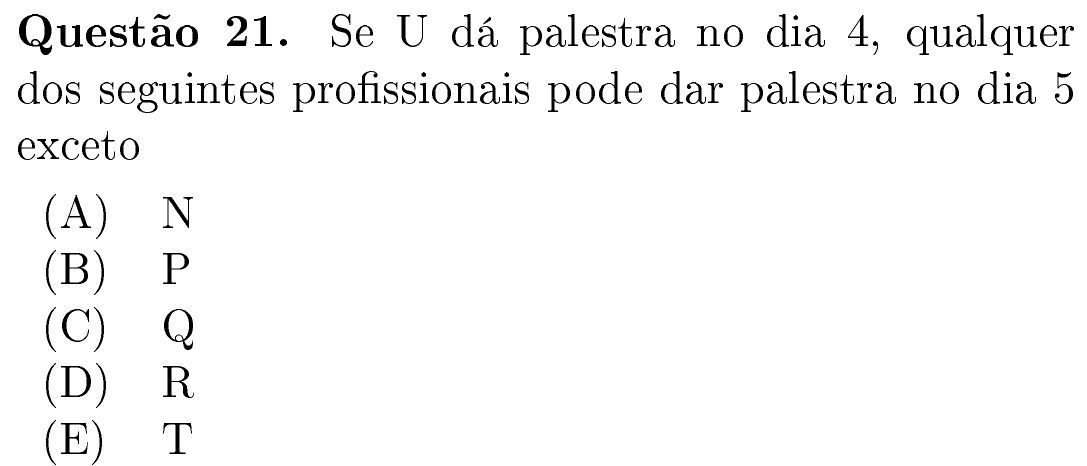 Questão 21. Se U dá palestra no dia 4, qualquer
dos seguintes profissionais pode dar palestra no dia 5
exceto
(A) N
(B) P
(C) Q
(D) R
(E) T